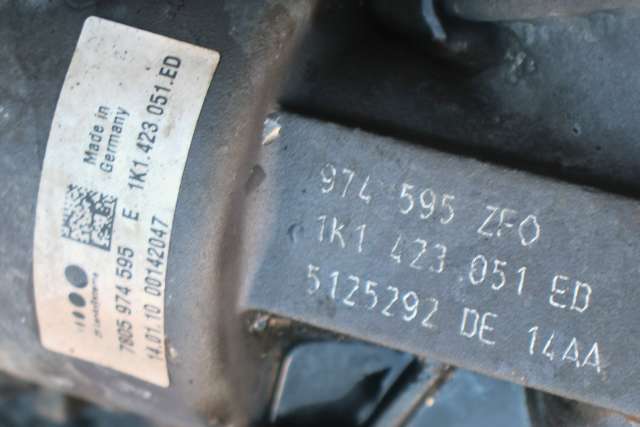 Made in
Germany
7805 974 595 E 1K1.423.051.ED
14.01.10 00142047
974 595 ZFO
1K1 423 051 ED
5125292 DE 14AA